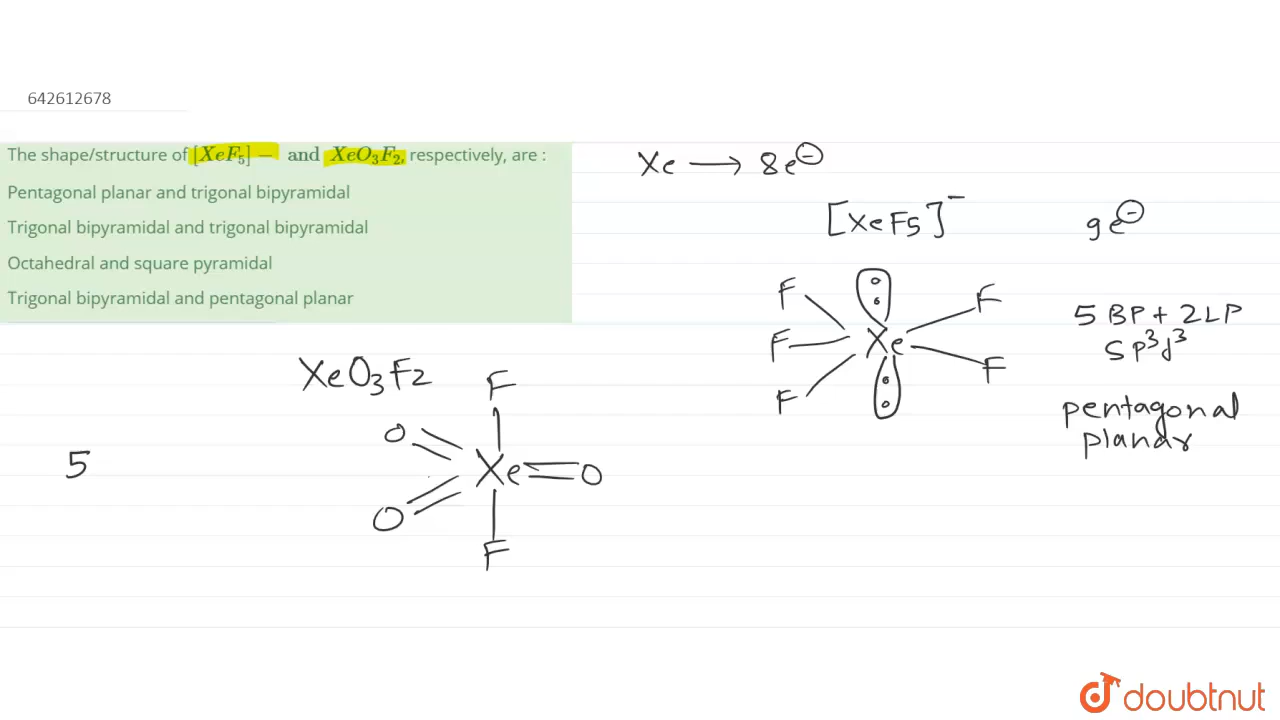 642612678
The shape/structure of [XeF₅]− and XeO₃F₂, respectively, are :
Pentagonal planar and trigonal bipyramidal
Trigonal bipyramidal and trigonal bipyramidal
Octahedral and square pyramidal
Trigonal bipyramidal and pentagonal planar
Xe ⟶ 8e⊖
[XeF5]⁻ 9e⊖
F F
F Xe
F F
5 BP + 2LP
SP³d³
pentagonal
planar
XeO₃F2
F
O
5 Xe=O
O
F
doubtnut